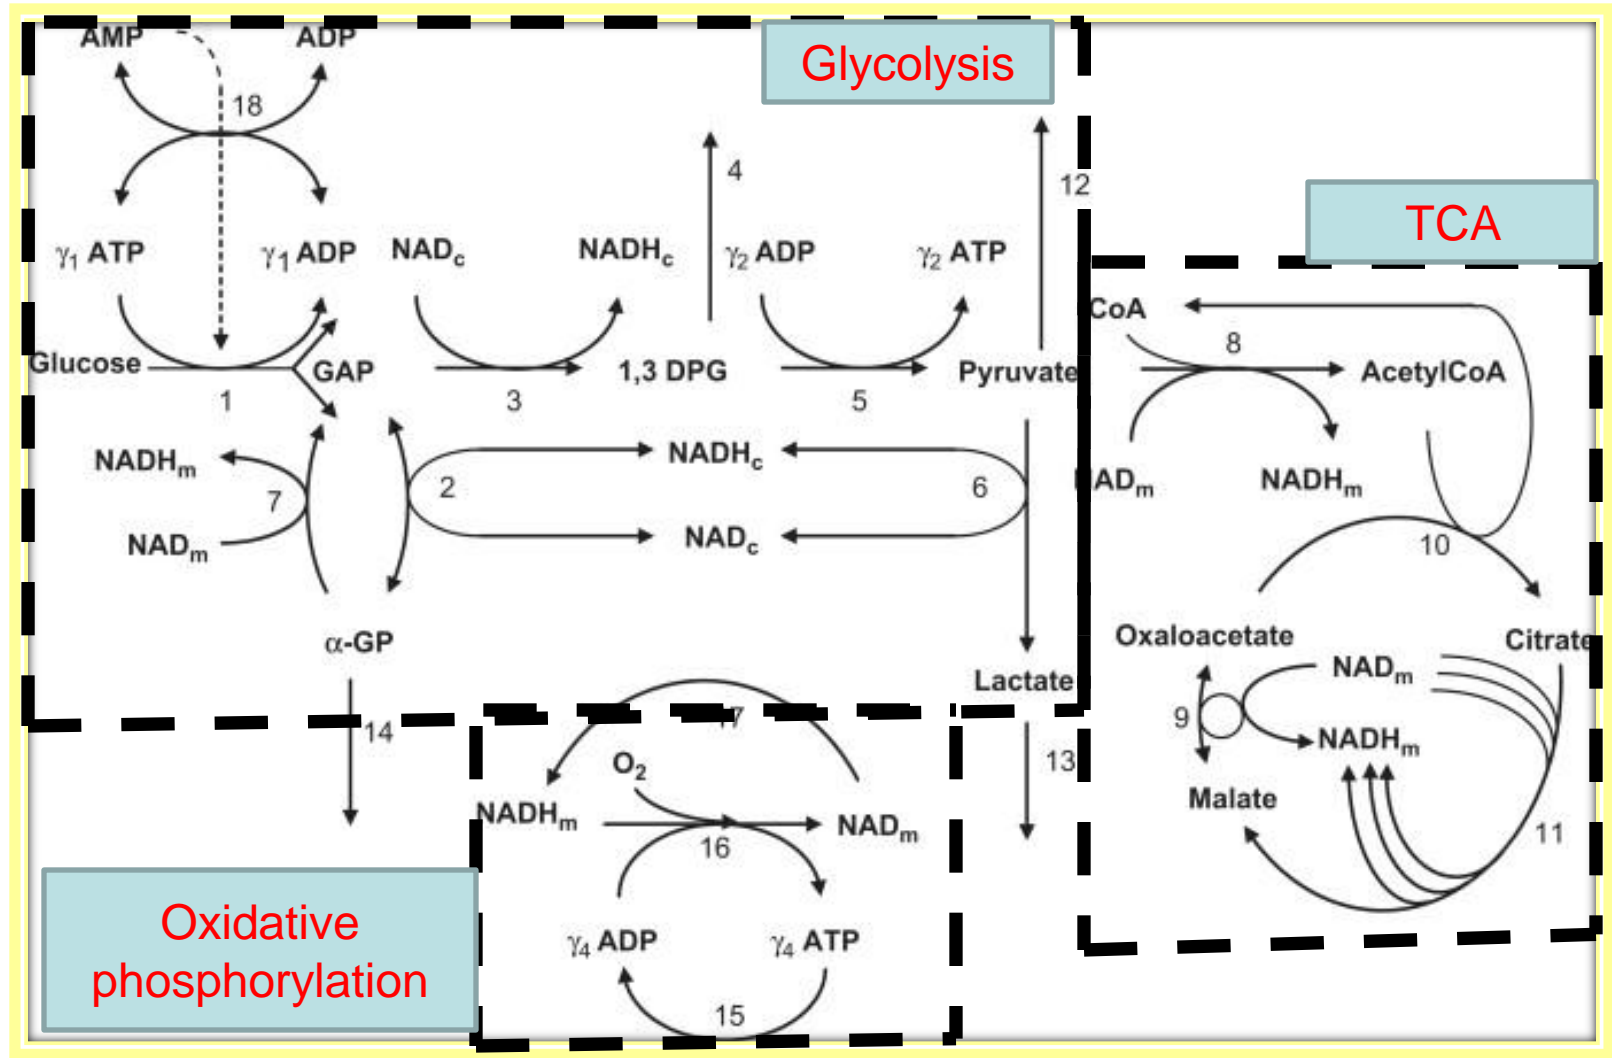 AMP
ADP
Glycolysis
18
4
12
TCA
γ1 ATP
γ1 ADP
NADc
NADHc
γ2 ADP
γ2 ATP
CoA
8
Glucose
GAP
1,3 DPG
Pyruvate
AcetylCoA
1
3
5
NADHm
NADHc
7
2
6
NADm
NADHm
NADm
NADc
10
α-GP
Oxaloacetate
Citrate
Lactate
NADm
9
17
14
NADHm
O2
13
Malate
NADHm
NADm
16
11
Oxidative
phosphorylation
γ4 ADP
γ4 ATP
15